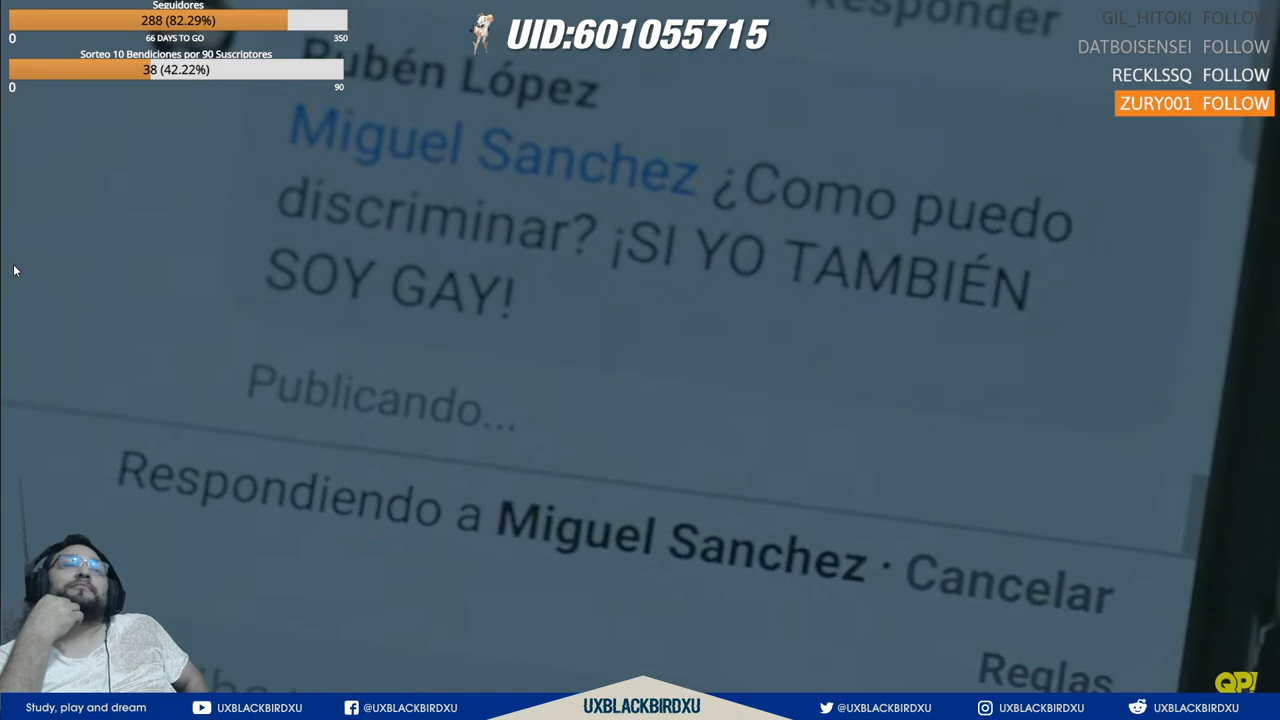 Seguidores
288 (82.29%)
0
66 DAYS TO GO
350
Sorteo 10 Bendiciones por 90 Suscriptores
38 (42.22%)
0
90
UID:601055715
GIL_HITOKI FOLLOW
DATBOISENSEI FOLLOW
RECKLSSQ FOLLOW
ZURY001 FOLLOW
Responder
Rubén López
Miguel Sanchez ¿Como puedo
discriminar? ¡SI YO TAMBIÉN
SOY GAY!
Publicando...
Respondiendo a Miguel Sanchez · Cancelar
Reglas
QP!
Study, play and dream
UXBLACKBIRDXU
@UXBLACKBIRDXU
UXBLACKBIRDXU
@UXBLACKBIRDXU
UXBLACKBIRDXU
UXBLACKBIRDXU